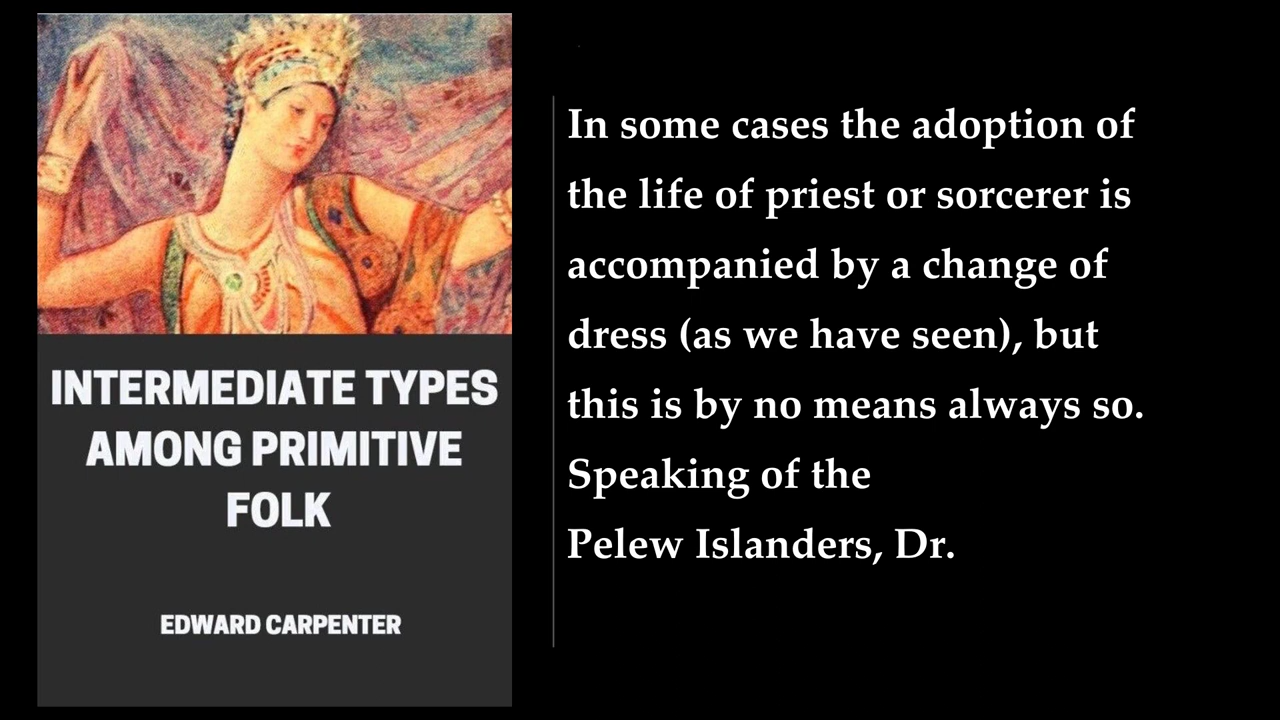 INTERMEDIATE TYPES
AMONG PRIMITIVE
FOLK
EDWARD CARPENTER
In some cases the adoption of
the life of priest or sorcerer is
accompanied by a change of
dress (as we have seen), but
this is by no means always so.
Speaking of the
Pelew Islanders, Dr.